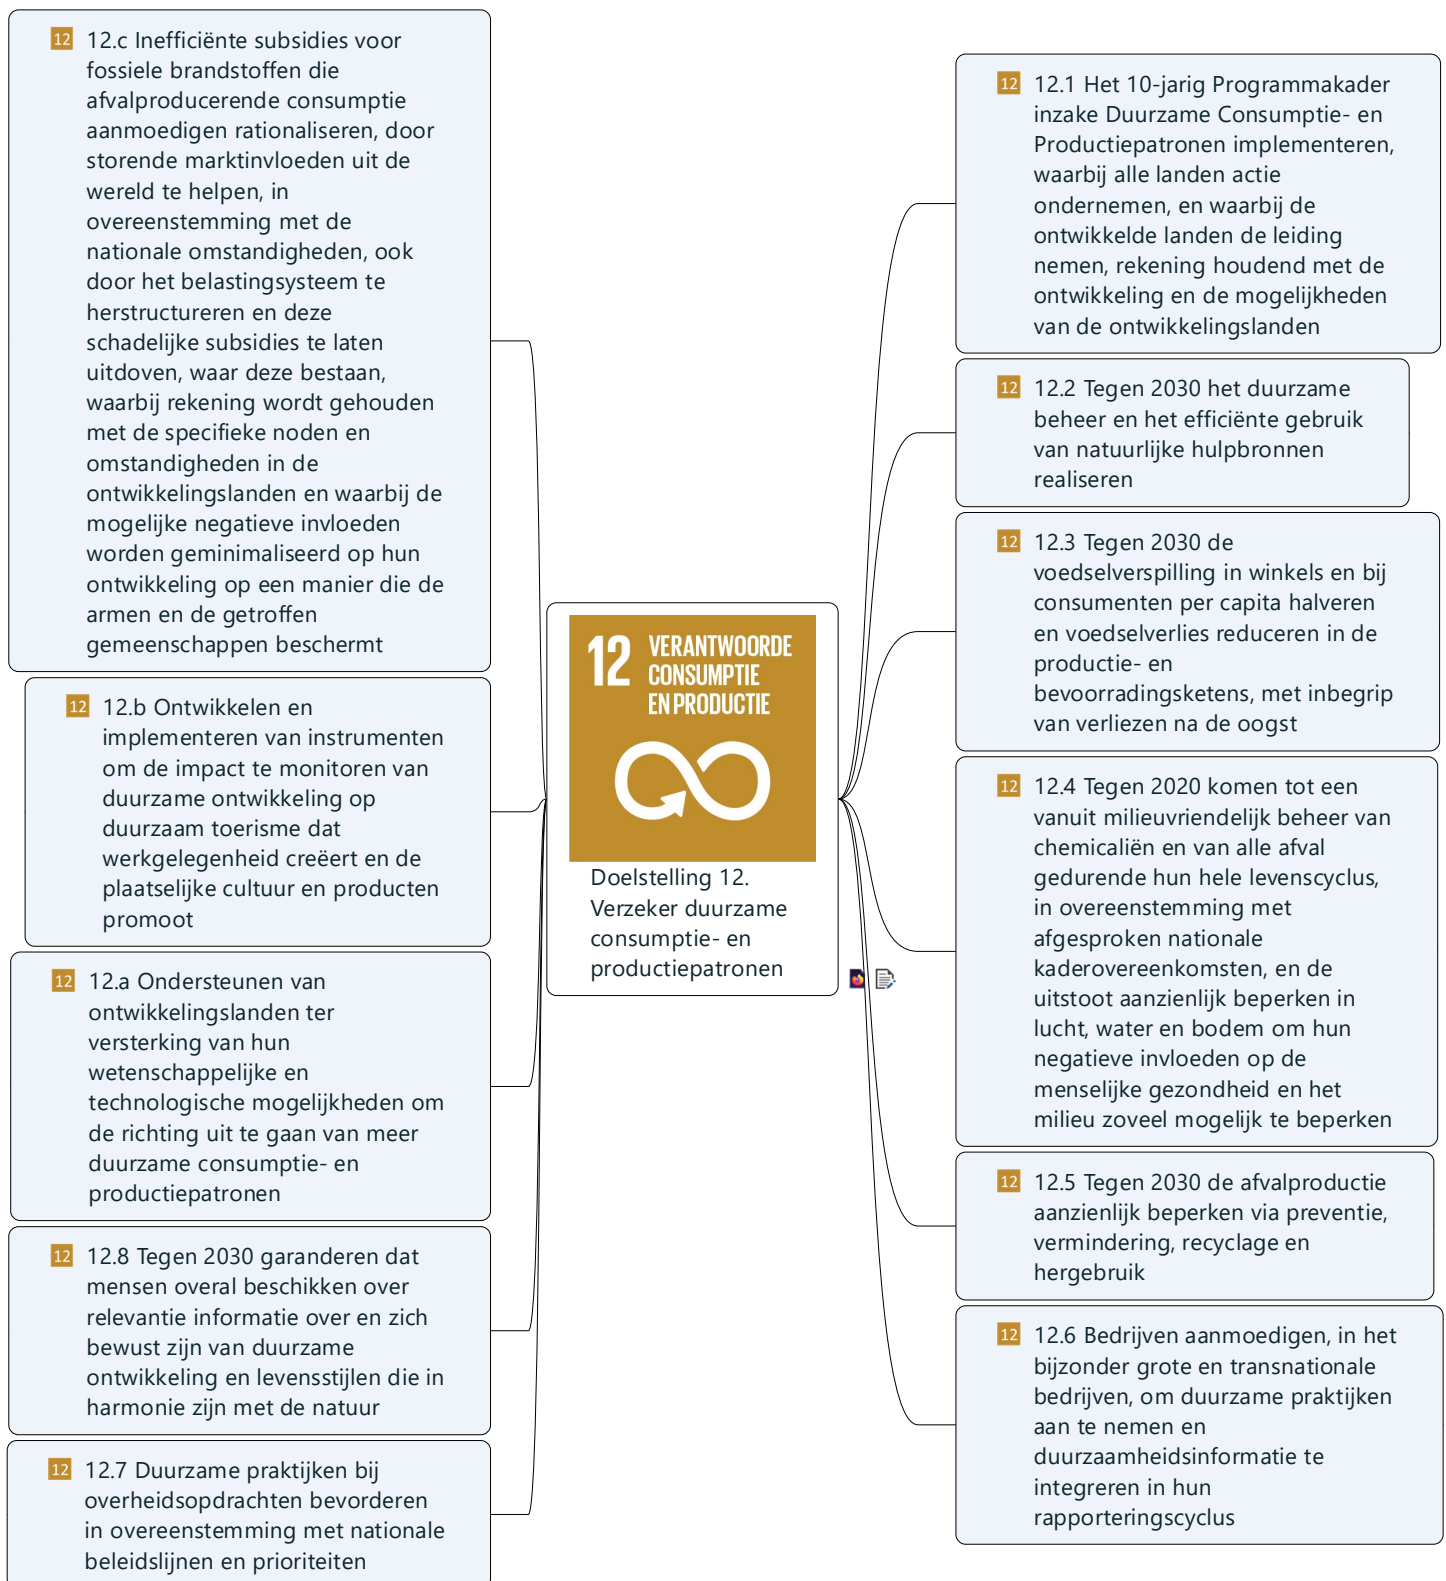 12
12.c Inefficiënte subsidies voor
fossiele brandstoffen die
afvalproducerende consumptie
aanmoedigen rationaliseren, door
storende marktinvloeden uit de
wereld te helpen, in
overeenstemming met de
nationale omstandigheden, ook
door het belastingsysteem te
herstructureren en deze
schadelijke subsidies te laten
uitdoven, waar deze bestaan,
waarbij rekening wordt gehouden
met de specifieke noden en
omstandigheden in de
ontwikkelingslanden en waarbij de
mogelijke negatieve invloeden
worden geminimaliseerd op hun
ontwikkeling op een manier die de
armen en de getroffen
gemeenschappen beschermt
12
12.b Ontwikkelen en
implementeren van instrumenten
om de impact te monitoren van
duurzame ontwikkeling op
duurzaam toerisme dat
werkgelegenheid creëert en de
plaatselijke cultuur en producten
promoot
12
12.a Ondersteunen van
ontwikkelingslanden ter
versterking van hun
wetenschappelijke en
technologische mogelijkheden om
de richting uit te gaan van meer
duurzame consumptie- en
productiepatronen
12
12.8 Tegen 2030 garanderen dat
mensen overal beschikken over
relevantie informatie over en zich
bewust zijn van duurzame
ontwikkeling en levensstijlen die in
harmonie zijn met de natuur
12
12.7 Duurzame praktijken bij
overheidsopdrachten bevorderen
in overeenstemming met nationale
beleidslijnen en prioriteiten
12 VERANTWOORDE
CONSUMPTIE
EN PRODUCTIE
Doelstelling 12.
Verzeker duurzame
consumptie- en
productiepatronen
12
12.1 Het 10-jarig Programmakader
inzake Duurzame Consumptie- en
Productiepatronen implementeren,
waarbij alle landen actie
ondernemen, en waarbij de
ontwikkelde landen de leiding
nemen, rekening houdend met de
ontwikkeling en de mogelijkheden
van de ontwikkelingslanden
12
12.2 Tegen 2030 het duurzame
beheer en het efficiënte gebruik
van natuurlijke hulpbronnen
realiseren
12
12.3 Tegen 2030 de
voedselverspilling in winkels en bij
consumenten per capita halveren
en voedselverlies reduceren in de
productie- en
bevoorradingsketens, met inbegrip
van verliezen na de oogst
12
12.4 Tegen 2020 komen tot een
vanuit milieuvriendelijk beheer van
chemicaliën en van alle afval
gedurende hun hele levenscyclus,
in overeenstemming met
afgesproken nationale
kaderovereenkomsten, en de
uitstoot aanzienlijk beperken in
lucht, water en bodem om hun
negatieve invloeden op de
menselijke gezondheid en het
milieu zoveel mogelijk te beperken
12
12.5 Tegen 2030 de afvalproductie
aanzienlijk beperken via preventie,
vermindering, recyclage en
hergebruik
12
12.6 Bedrijven aanmoedigen, in het
bijzonder grote en transnationale
bedrijven, om duurzame praktijken
aan te nemen en
duurzaamheidsinformatie te
integreren in hun
rapporteringscyclus